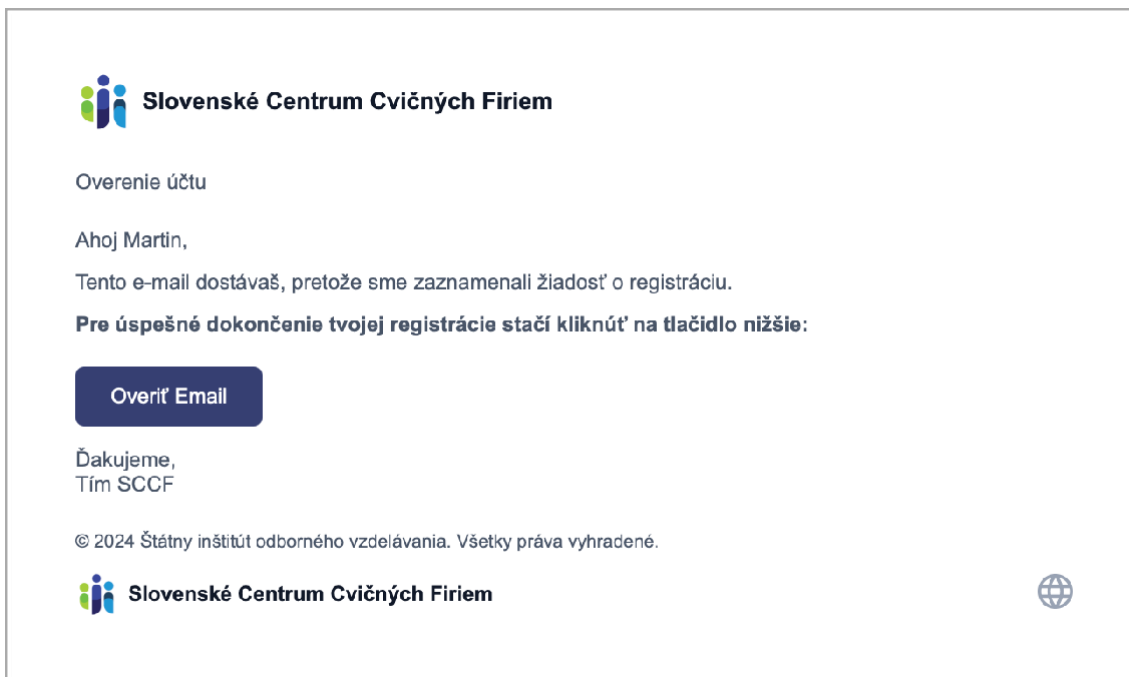 Slovenské Centrum Cvičných Firiem
Overenie účtu
Ahoj Martin,
Tento e-mail dostávaš, pretože sme zaznamenali žiadosť o registráciu.
Pre úspešné dokončenie tvojej registrácie stačí kliknúť na tlačidlo nižšie:
Overiť Email
Ďakujeme,
Tím SCCF
© 2024 Štátny inštitút odborného vzdelávania. Všetky práva vyhradené.
Slovenské Centrum Cvičných Firiem